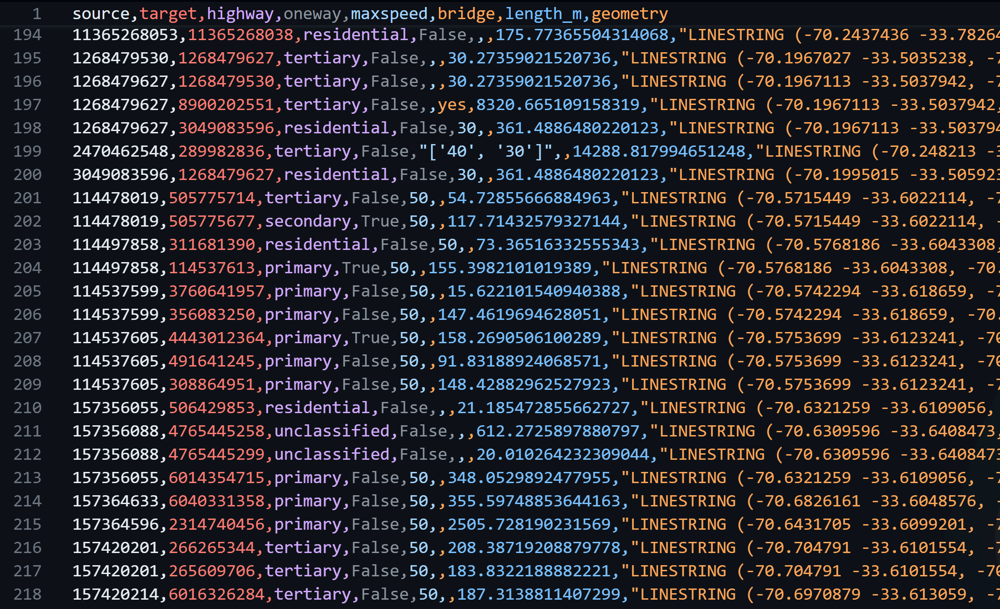 1 source,target,highway,oneway,maxspeed,bridge,length_m,geometry
194 11365268053,11365268038,residential,False,,,175.77365504314068,"LINESTRING (-70.2437436 -33.78264
195 1268479530,1268479627,tertiary,False,,,30.27359021520736,"LINESTRING (-70.1967027 -33.5035238, -7
196 1268479627,1268479530,tertiary,False,,,30.27359021520736,"LINESTRING (-70.1967113 -33.5037942, -7
197 1268479627,8900202551,tertiary,False,,yes,8320.665109158319,"LINESTRING (-70.1967113 -33.5037942,
198 1268479627,3049083596,residential,False,30,,361.4886480220123,"LINESTRING (-70.1967113 -33.503794
199 2470462548,289982836,tertiary,False,"['40', '30']",,14288.817994651248,"LINESTRING (-70.248213 -3
200 3049083596,1268479627,residential,False,30,,361.4886480220123,"LINESTRING (-70.1995015 -33.505923
201 114478019,505775714,tertiary,False,50,,54.72855666884963,"LINESTRING (-70.5715449 -33.6022114, -7
202 114478019,505775677,secondary,True,50,,117.71432579327144,"LINESTRING (-70.5715449 -33.6022114, -
203 114497858,311681390,residential,False,50,,73.36516332555343,"LINESTRING (-70.5768186 -33.6043308,
204 114497858,114537613,primary,True,50,,155.3982101019389,"LINESTRING (-70.5768186 -33.6043308, -70.
205 114537599,3760641957,primary,False,50,,15.622101540940388,"LINESTRING (-70.5742294 -33.618659, -7
206 114537599,356083250,primary,False,50,,147.4619694628051,"LINESTRING (-70.5742294 -33.618659, -70.
207 114537605,4443012364,primary,True,50,,158.2690506100289,"LINESTRING (-70.5753699 -33.6123241, -70
208 114537605,491641245,primary,False,50,,91.83188924068571,"LINESTRING (-70.5753699 -33.6123241, -70
209 114537605,308864951,primary,False,50,,148.42882962527923,"LINESTRING (-70.5753699 -33.6123241, -7
210 157356055,506429853,residential,False,,,21.185472855662727,"LINESTRING (-70.6321259 -33.6109056,
211 157356088,4765445258,unclassified,False,,,612.2725897880797,"LINESTRING (-70.6309596 -33.6408473,
212 157356088,4765445299,unclassified,False,,,20.010264232309044,"LINESTRING (-70.6309596 -33.6408473
213 157356055,6014354715,primary,False,50,,348.0529892477955,"LINESTRING (-70.6321259 -33.6109056, -7
214 157364633,6040331358,primary,False,50,,355.59748853644163,"LINESTRING (-70.6826161 -33.6048576, -
215 157364596,2314740456,primary,False,50,,2505.728190231569,"LINESTRING (-70.6431705 -33.6099201, -7
216 157420201,266265344,tertiary,False,50,,208.38719208879778,"LINESTRING (-70.704791 -33.6101554, -7
217 157420201,265609706,tertiary,False,50,,183.8322188882221,"LINESTRING (-70.704791 -33.6101554, -70
218 157420214,6016326284,tertiary,False,50,,187.3138811407299,"LINESTRING (-70.6970879 -33.613059, -7